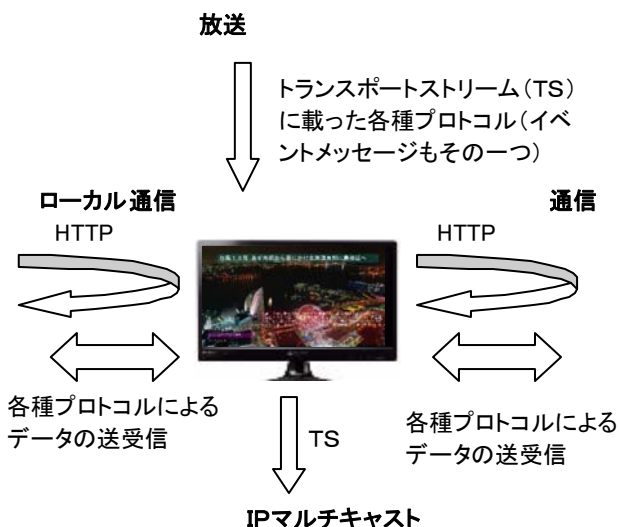 放送
トランスポートストリーム(TS)
に載った各種プロトコル(イベ
ントメッセージもその一つ)
ローカル通信
HTTP
通信
HTTP
各種プロトコルによる
データの送受信
TS
各種プロトコルによる
データの送受信
IPマルチキャスト